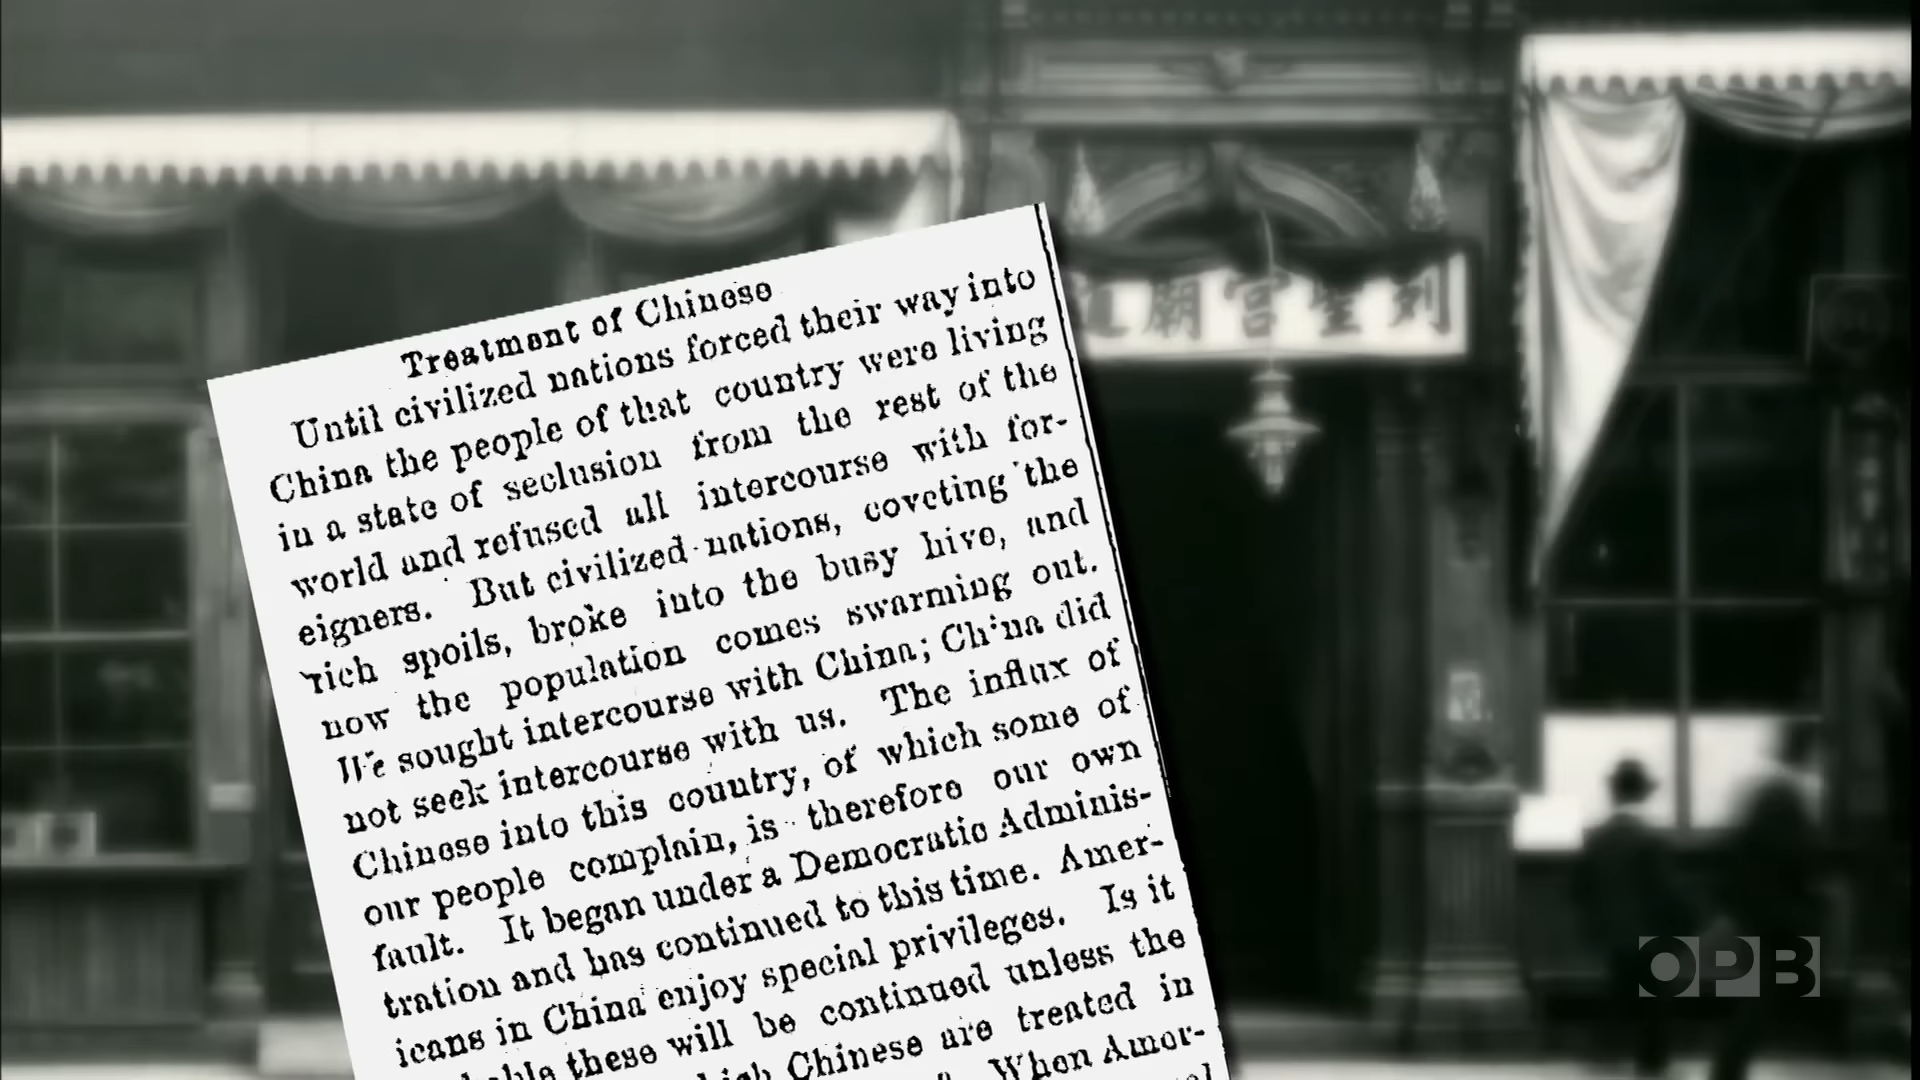 Treatment of Chinese
Until civilized nations forced their way into
China the people of that country were living
in a state of seclusion from the rest of the
world and refused all intercourse with for-
eigners. But civilized nations, coveting the
rich spoils, broke into the busy hive, and
now the population comes swarming out.
We sought intercourse with China; China did
not seek intercourse with us. The influx of
Chinese into this country, of which some of
our people complain, is therefore our own
fault. It began under a Democratic Adminis-
tration and has continued to this time. Amer-
icans in China enjoy special privileges. Is it
these will be continued unless the
Chinese are treated in
When Amer-
宮廟
OPB